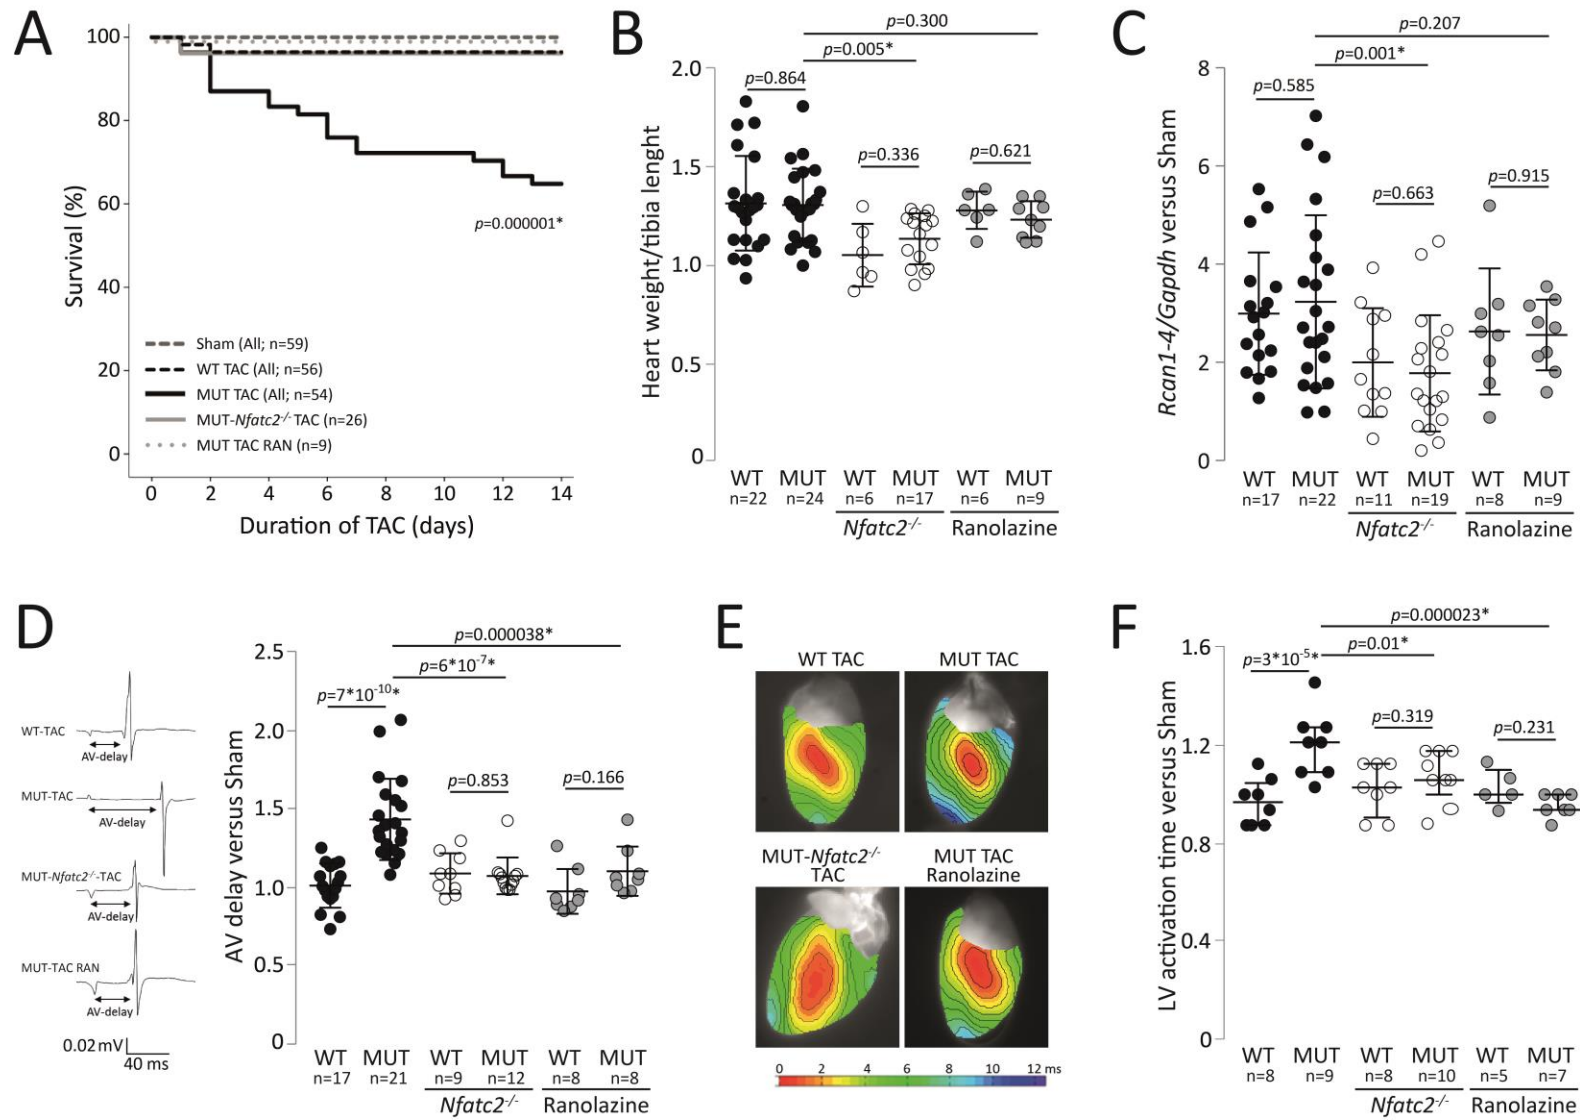 A
100
80
60
40
20
0
Survival (%)
p=0.000001*
Sham (All; n=59)
WT TAC (All; n=56)
MUT TAC (All; n=54)
MUT-Nfatc2-/- TAC (n=26)
MUT TAC RAN (n=9)
0 2 4 6 8 10 12 14
Duration of TAC (days)
B
p=0.300
p=0.005*
p=0.864
p=0.336
p=0.621
2.0
1.5
1.0
0.5
0
Heart weight/tibia lenght
WT MUT WT MUT WT MUT
n=22 n=24 n=6 n=17 n=6 n=9
Nfatc2-/- Ranolazine
C
p=0.207
p=0.001*
p=0.585
p=0.663
p=0.915
8
6
4
2
0
Rcan1-4/Gapdh versus Sham
WT MUT WT MUT WT MUT
n=17 n=22 n=11 n=19 n=8 n=9
Nfatc2-/- Ranolazine
D
WT-TAC
AV-delay
MUT-TAC
AV-delay
MUT-Nfatc2-/--TAC
AV-delay
MUT-TAC RAN
AV-delay
0.02 mV
40 ms
p=0.000038*
p=6*10-7*
p=7*10-10*
p=0.853
p=0.166
2.5
2.0
1.5
1.0
0.5
0
AV delay versus Sham
WT MUT WT MUT WT MUT
n=17 n=21 n=9 n=12 n=8 n=8
Nfatc2-/- Ranolazine
E
WT TAC MUT TAC
MUT-Nfatc2-/- TAC
MUT TAC Ranolazine
0 2 4 6 8 10 12 ms
F
p=0.000023*
p=0.01*
p=3*10-5*
p=0.319
p=0.231
1.6
1.2
0.8
0.4
0
LV activation time versus Sham
WT MUT WT MUT WT MUT
n=8 n=9 n=8 n=10 n=5 n=7
Nfatc2-/- Ranolazine